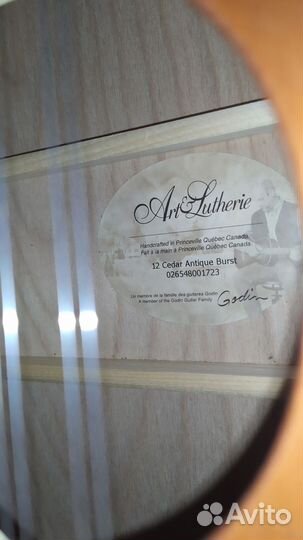 Art & Lutherie
Handcrafted in Princeville Québec Canada
Fait à la main à Princeville Québec Canada
12 Cedar Antique Burst
026548001723
Un membre de la famille des guitares Godin
A member of the Godin Guitar Family
Godin
Avito